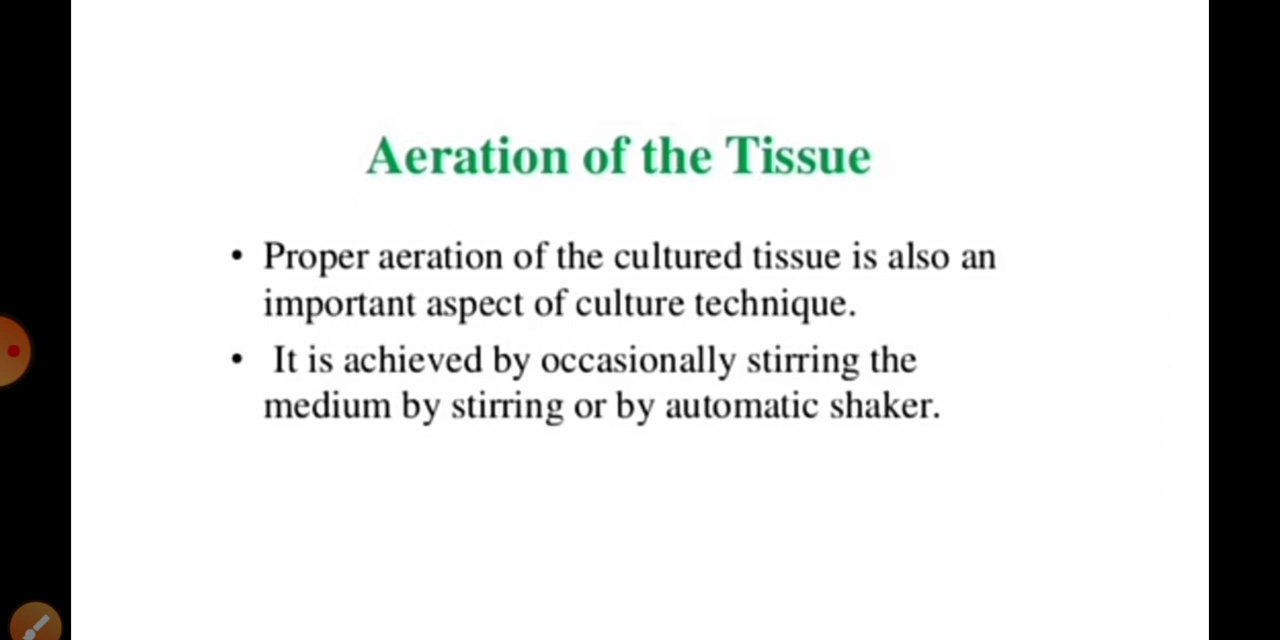 Aeration of the Tissue
• Proper aeration of the cultured tissue is also an
important aspect of culture technique.
• It is achieved by occasionally stirring the
medium by stirring or by automatic shaker.